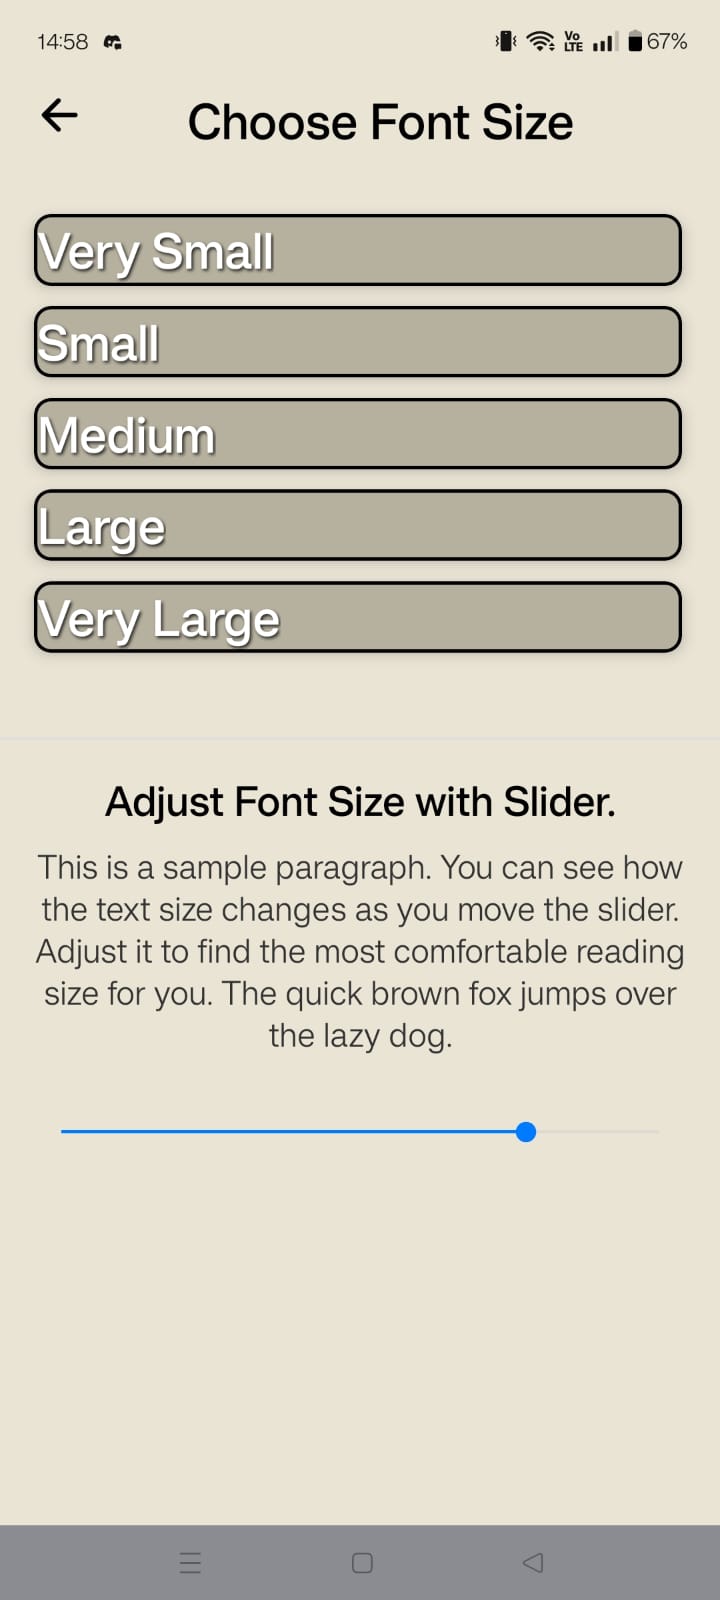 14:58
Vo
LTE
67%
Choose Font Size
Very Small
Small
Medium
Large
Very Large
Adjust Font Size with Slider.
This is a sample paragraph. You can see how
the text size changes as you move the slider.
Adjust it to find the most comfortable reading
size for you. The quick brown fox jumps over
the lazy dog.